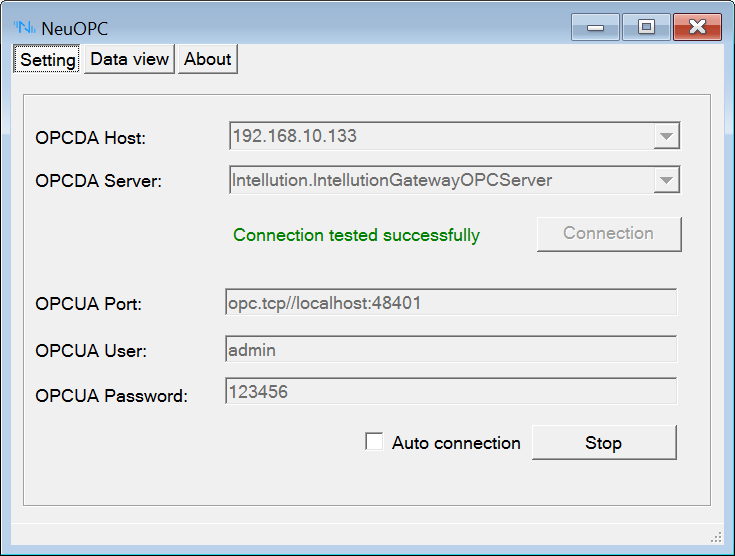 NeuOPC
Setting Data view About
OPCDA Host: 192.168.10.133
OPCDA Server: Intellution.IntellutionGatewayOPCServer
Connection tested successfully Connection
OPCUA Port: opc.tcp//localhost:48401
OPCUA User: admin
OPCUA Password: 123456
Auto connection Stop